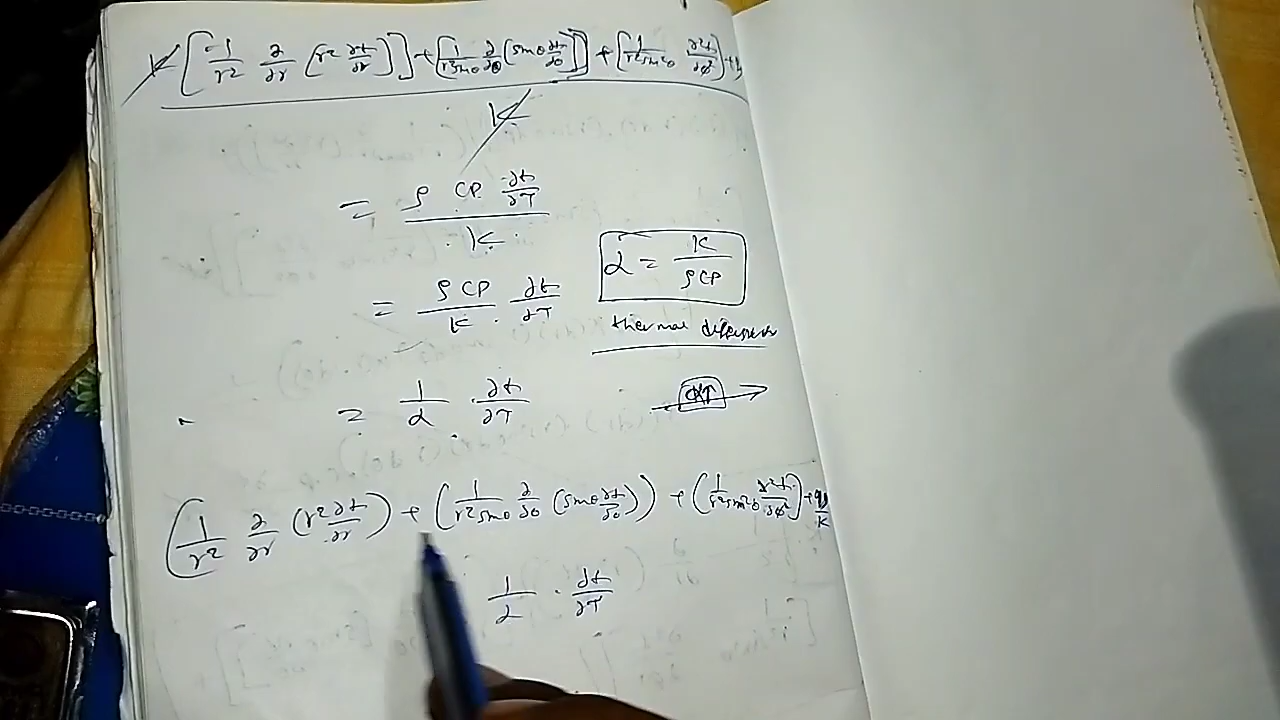 K [ 1/r² ∂/∂r (r² ∂t/∂r) ] + [ 1/r² sinθ ∂/∂θ (sinθ ∂t/∂θ) ] + [ 1/r² sin²θ ∂²t/∂φ² ] +
K
= ρ CP ∂t/∂T / K
α = K / ρCP
= ρ CP / K . ∂t/∂T
thermal
= 1/α . ∂t/∂T
(1/r² ∂/∂r (r² ∂t/∂r)) + (1/r² sinθ ∂/∂θ (sinθ ∂t/∂θ)) + (1/r² sin²θ ∂²t/∂φ²) + q/K
1/α . ∂t/∂T